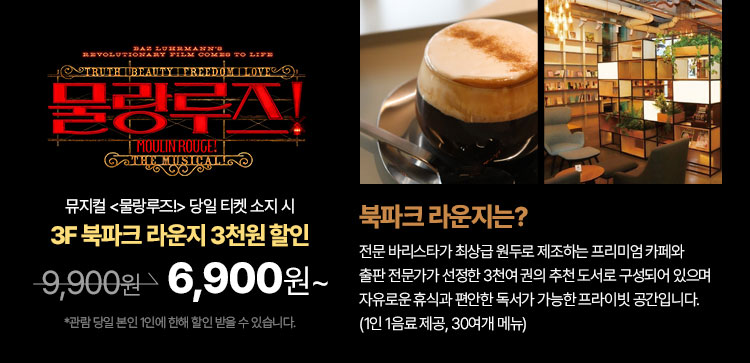 BAZ LUHRMANN'S
REVOLUTIONARY FILM COMES TO LIFE
TRUTH BEAUTY FREEDOM LOVE
물랑루즈!
MOULIN ROUGE!
THE MUSICAL!
뮤지컬 <물랑루즈!> 당일 티켓 소지 시
3F 북파크 라운지 3천원 할인
9,900원 6,900원~
*관람 당일 본인 1인에 한해 할인 받을 수 있습니다.
북파크 라운지는?
전문 바리스타가 최상급 원두로 제조하는 프리미엄 카페와
출판 전문가가 선정한 3천여 권의 추천 도서로 구성되어 있으며
자유로운 휴식과 편안한 독서가 가능한 프라이빗 공간입니다.
(1인 1음료 제공, 30여개 메뉴)